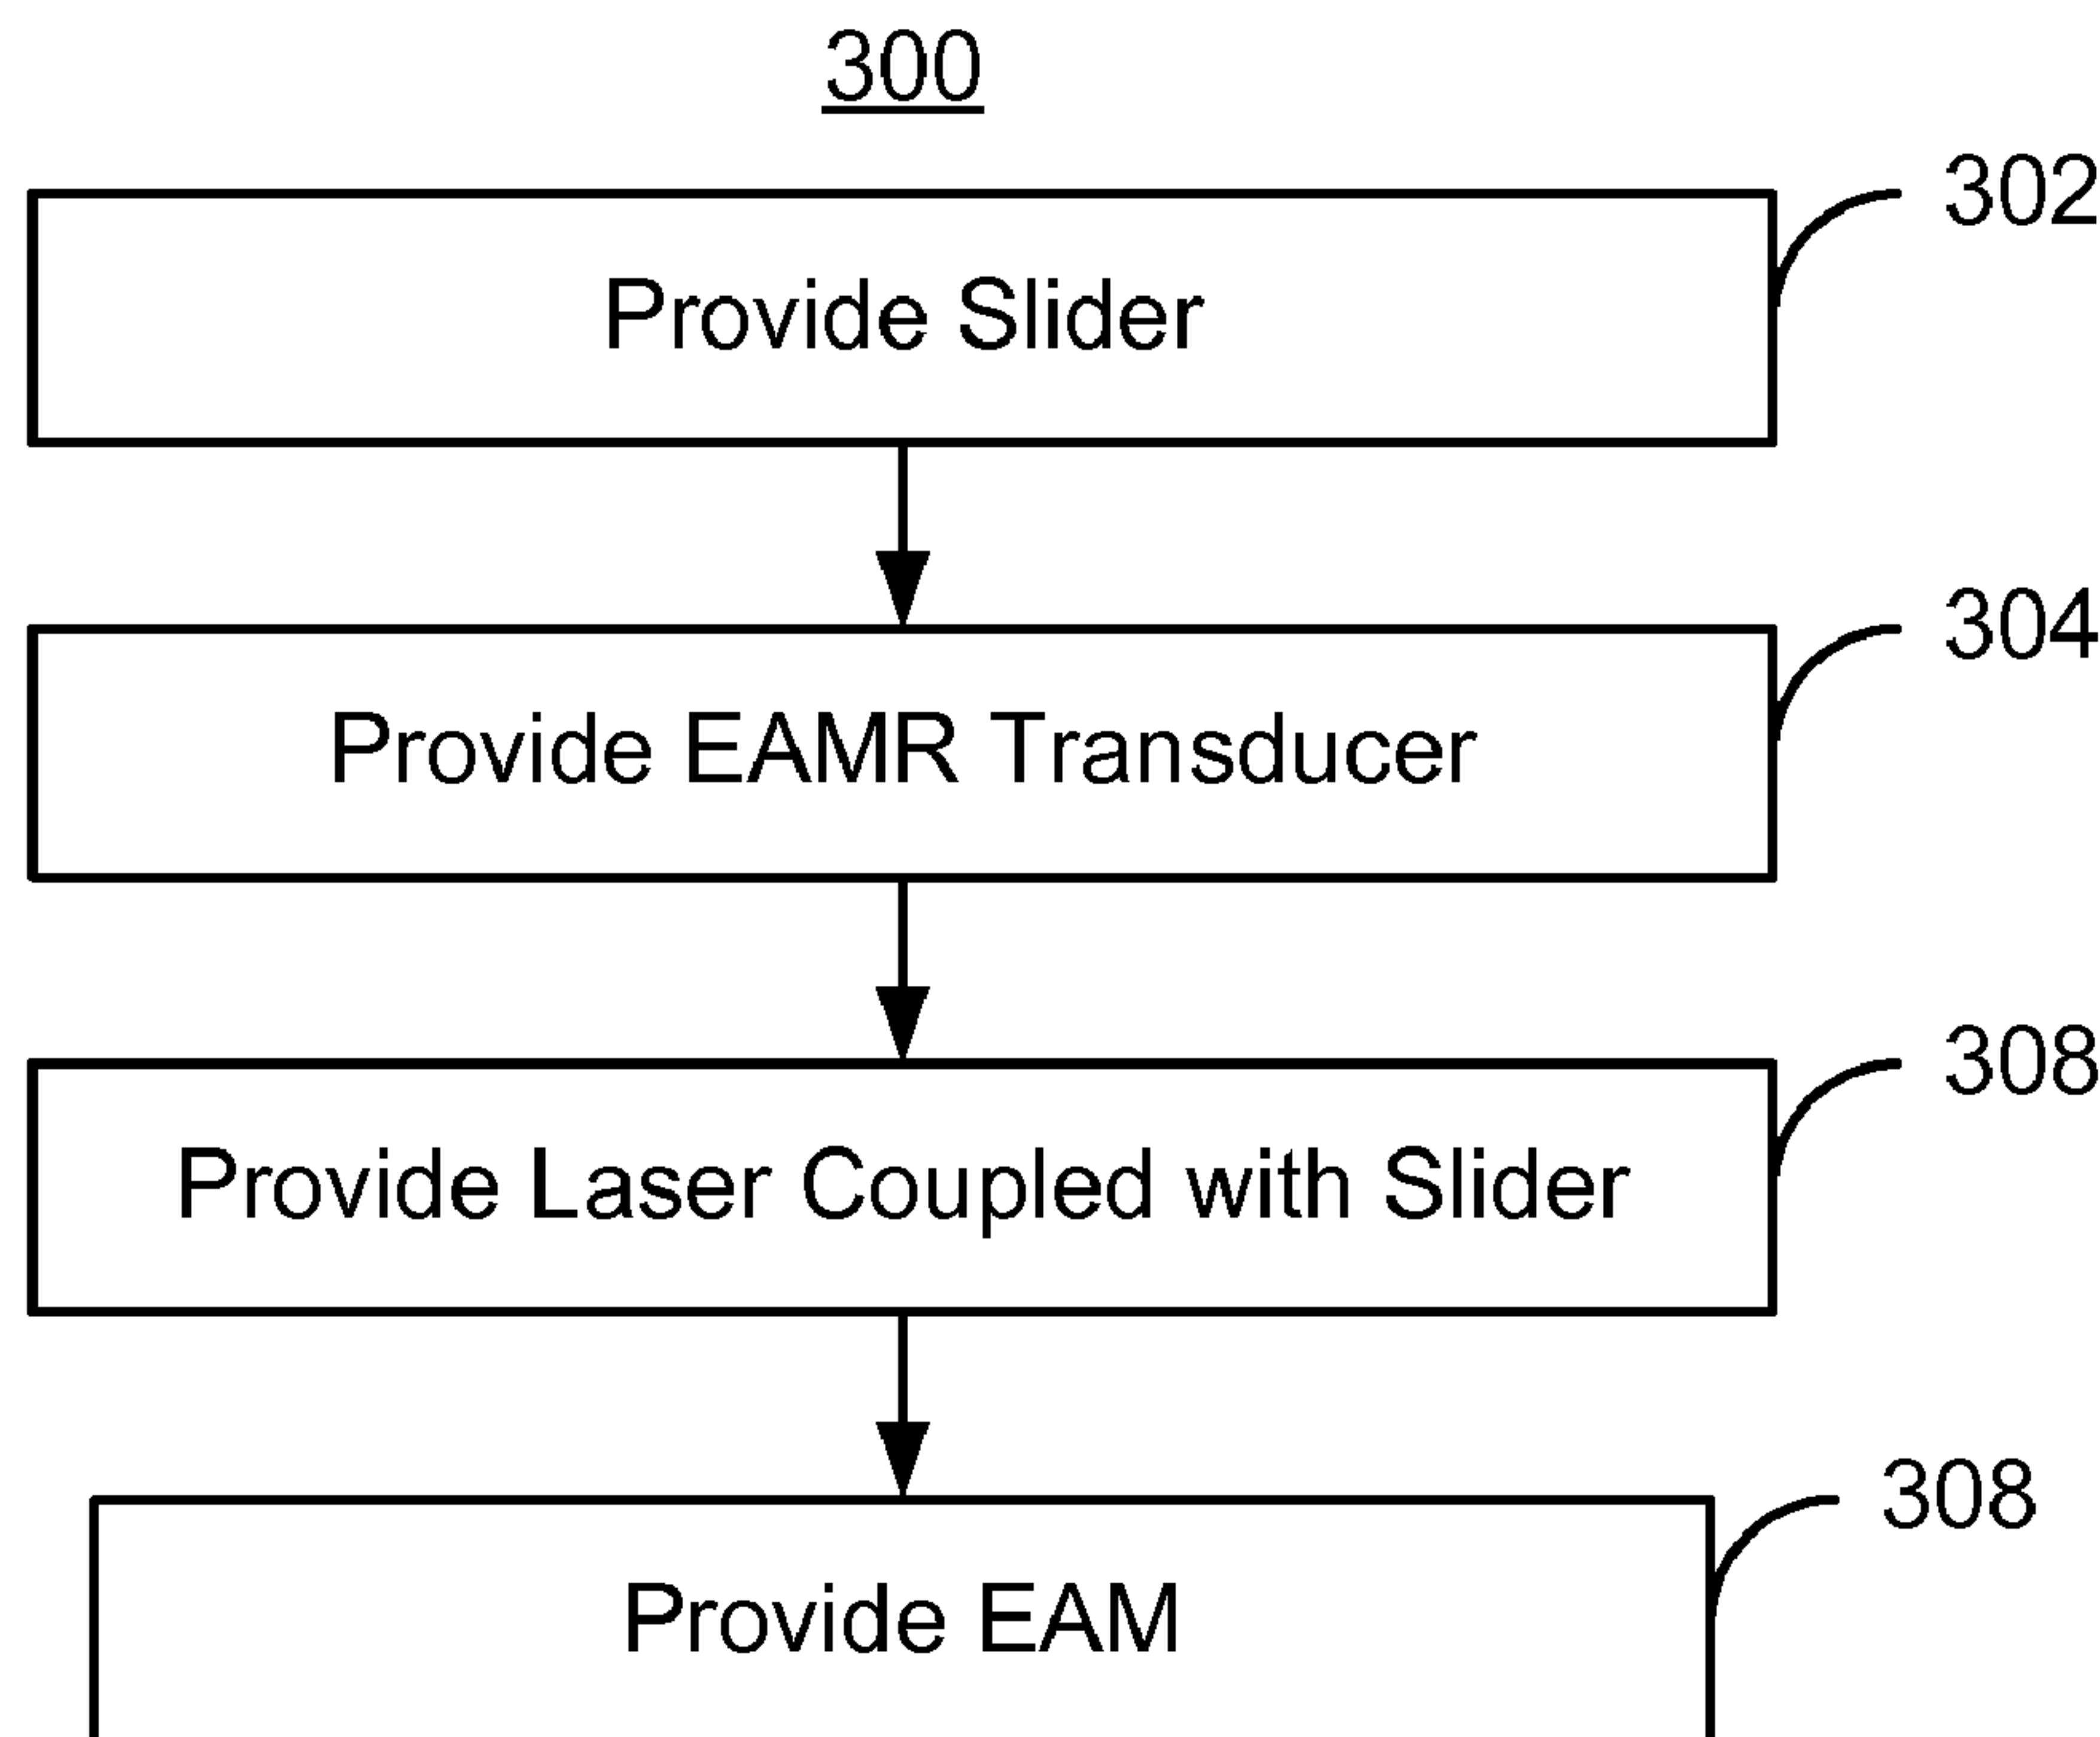 300
302
Provide Slider
304
Provide EAMR Transducer
308
Provide Laser Coupled with Slider
308
Provide EAM